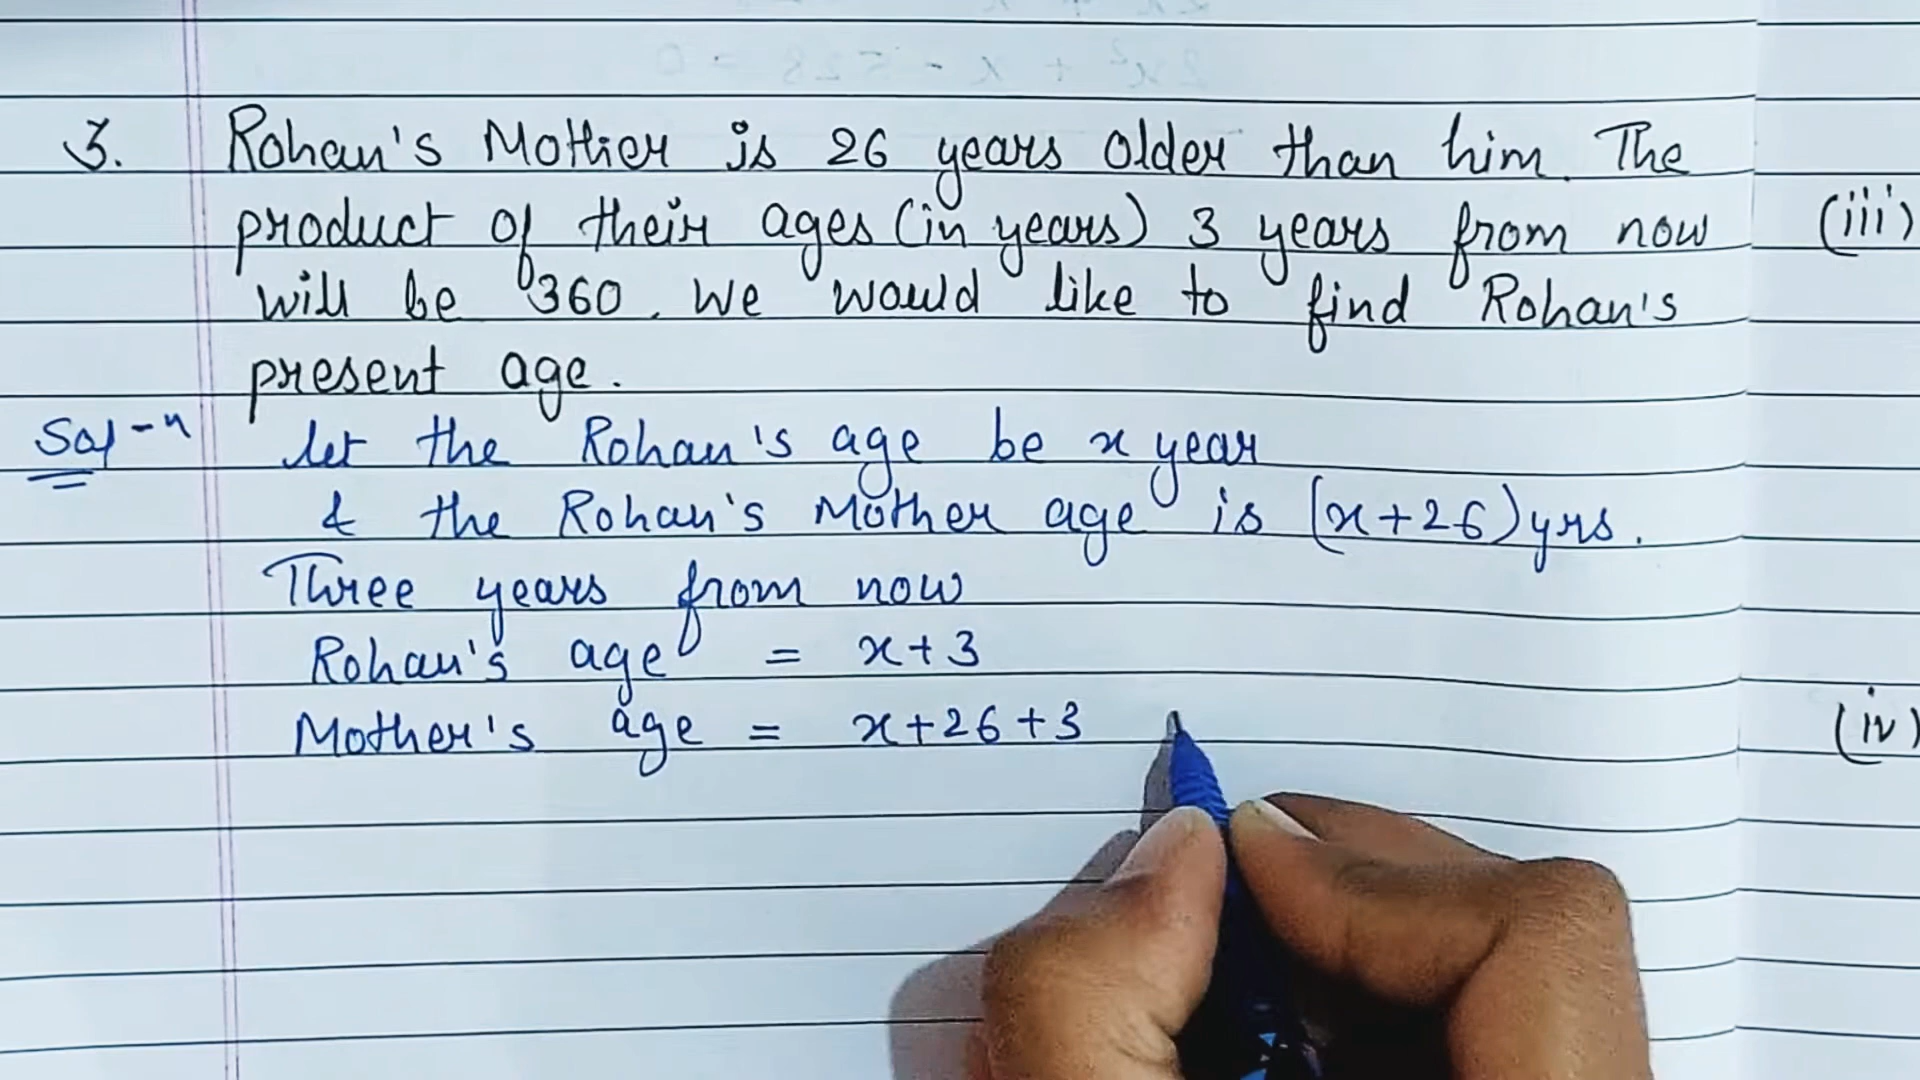 3. Rohan's Mother is 26 years older than him. The
product of their ages (in years) 3 years from now
will be 360. We would like to find Rohan's
present age.
Sol-n let the Rohan's age be x year
& the Rohan's Mother age is (x+26) yrs.
Three years from now
Rohan's age = x+3
Mother's age = x+26+3
(iii)
(iv)